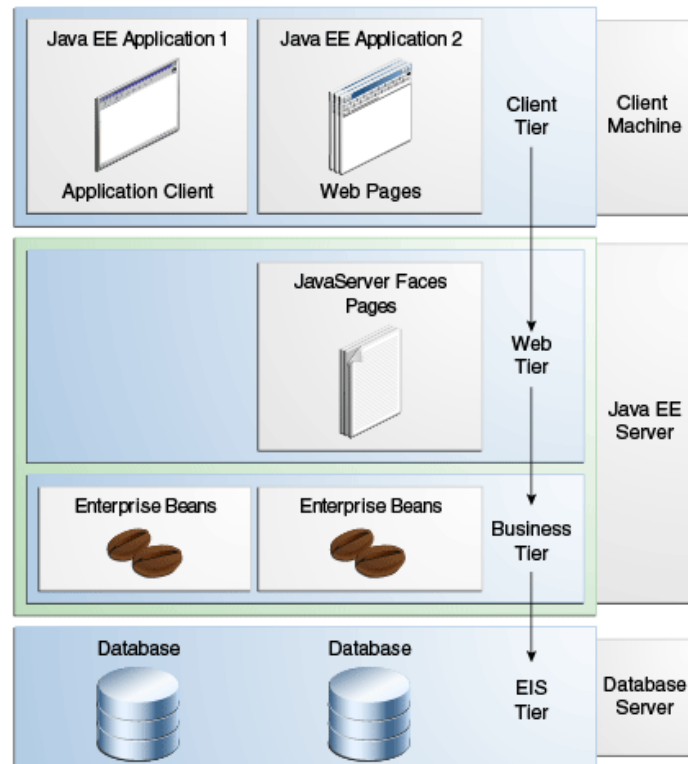 Java EE Application 1
Java EE Application 2
Application Client
Web Pages
Client
Tier
Client
Machine
JavaServer Faces
Pages
Web
Tier
Java EE
Server
Enterprise Beans
Enterprise Beans
Business
Tier
Database
Database
EIS
Tier
Database
Server